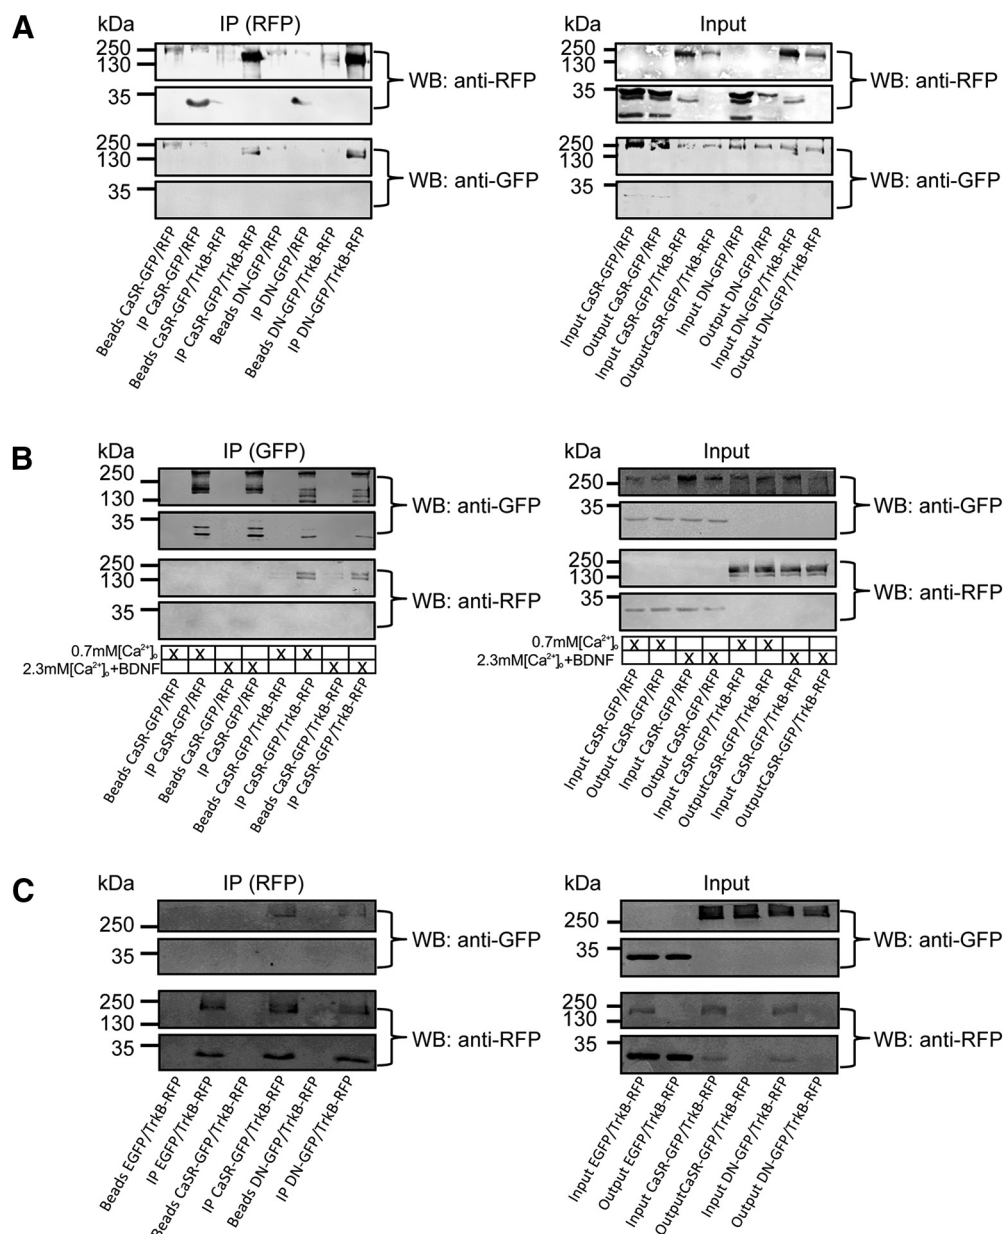 A
kDa
IP (RFP)
250
130
35
250
130
35
WB: anti-RFP
WB: anti-GFP
Beads CaSR-GFP/RFP
IP CaSR-GFP/RFP
Beads CaSR-GFP/TrkB-RFP
IP CaSR-GFP/TrkB-RFP
Beads DN-GFP/RFP
IP DN-GFP/RFP
Beads DN-GFP/TrkB-RFP
IP DN-GFP/TrkB-RFP
kDa
Input
250
130
35
250
130
35
WB: anti-RFP
WB: anti-GFP
Input CaSR-GFP/RFP
Output CaSR-GFP/RFP
Input CaSR-GFP/TrkB-RFP
OutputCaSR-GFP/TrkB-RFP
Input DN-GFP/RFP
Output DN-GFP/RFP
Input DN-GFP/TrkB-RFP
Output DN-GFP/TrkB-RFP
B
kDa
IP (GFP)
250
130
35
250
130
35
WB: anti-GFP
WB: anti-RFP
0.7mM[Ca²⁺]ₒ X X X X
2.3mM[Ca²⁺]ₒ+BDNF X X X X
Beads CaSR-GFP/RFP
IP CaSR-GFP/RFP
Beads CaSR-GFP/RFP
IP CaSR-GFP/RFP
Beads CaSR-GFP/TrkB-RFP
IP CaSR-GFP/TrkB-RFP
Beads CaSR-GFP/TrkB-RFP
IP CaSR-GFP/TrkB-RFP
kDa
Input
250
35
250
130
35
WB: anti-GFP
WB: anti-RFP
0.7mM[Ca²⁺]ₒ X X X X
2.3mM[Ca²⁺]ₒ+BDNF X X X X
Input CaSR-GFP/RFP
Output CaSR-GFP/RFP
Input CaSR-GFP/RFP
Output CaSR-GFP/RFP
Input CaSR-GFP/TrkB-RFP
OutputCaSR-GFP/TrkB-RFP
Input CaSR-GFP/TrkB-RFP
OutputCaSR-GFP/TrkB-RFP
C
kDa
IP (RFP)
250
35
250
130
35
WB: anti-GFP
WB: anti-RFP
Beads EGFP/TrkB-RFP
IP EGFP/TrkB-RFP
Beads CaSR-GFP/TrkB-RFP
IP CaSR-GFP/TrkB-RFP
Beads DN-GFP/TrkB-RFP
IP DN-GFP/TrkB-RFP
kDa
Input
250
35
250
130
35
WB: anti-GFP
WB: anti-RFP
Input EGFP/TrkB-RFP
Output EGFP/TrkB-RFP
Input CaSR-GFP/TrkB-RFP
OutputCaSR-GFP/TrkB-RFP
Input DN-GFP/TrkB-RFP
Output DN-GFP/TrkB-RFP